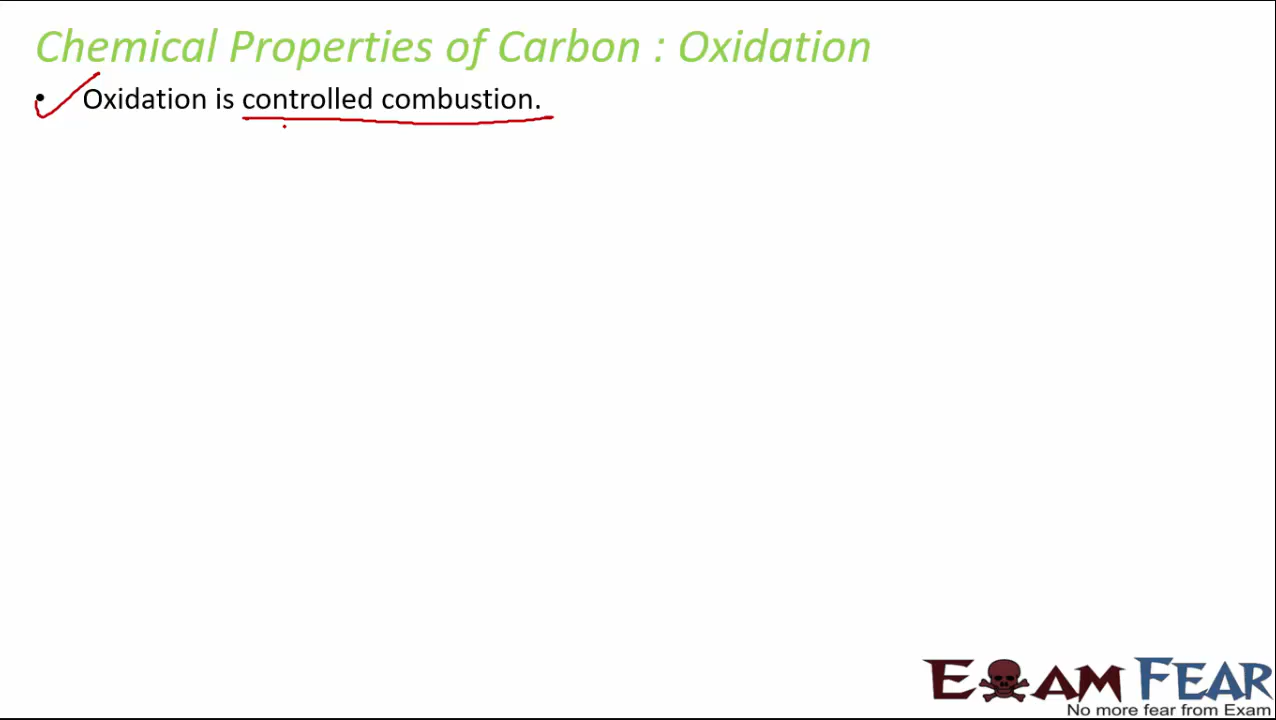 Chemical Properties of Carbon : Oxidation
• Oxidation is controlled combustion.
EXAM FEAR
No more fear from Exam